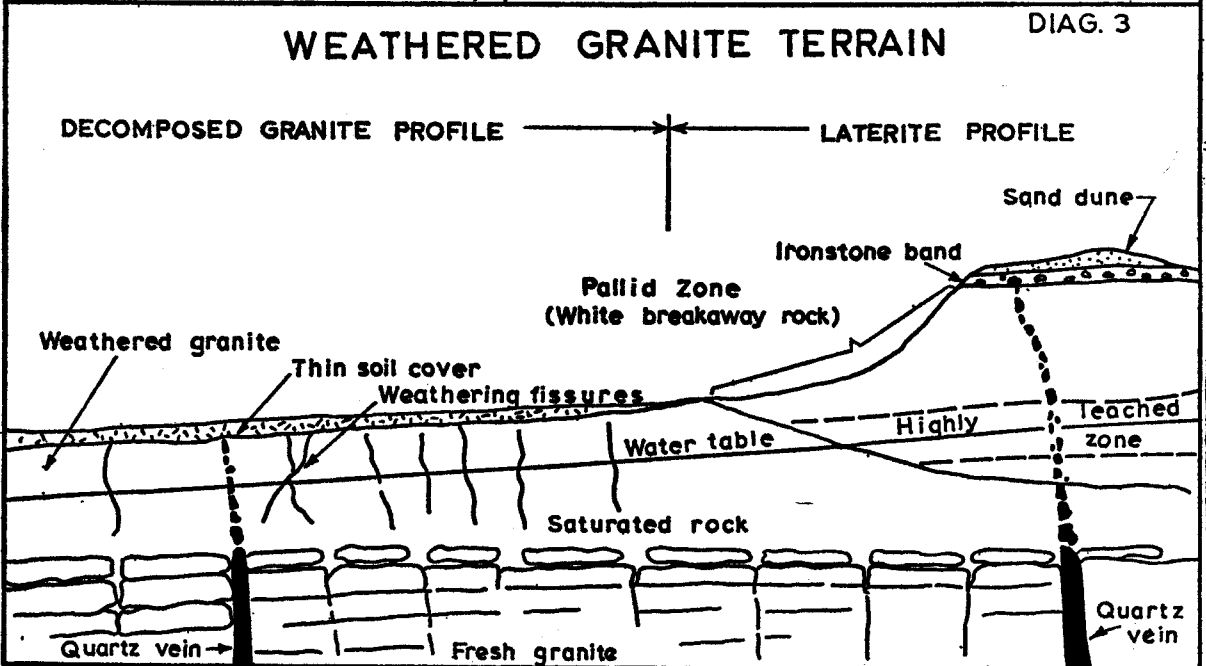 DIAG. 3
WEATHERED GRANITE TERRAIN
DECOMPOSED GRANITE PROFILE
LATERITE PROFILE
Sand dune
Ironstone band
Pallid Zone
(White breakaway rock)
Weathered granite
Thin soil cover
Weathering fissures
Water table
Highly leached
zone
Saturated rock
Quartz vein
Fresh granite
Quartz
vein